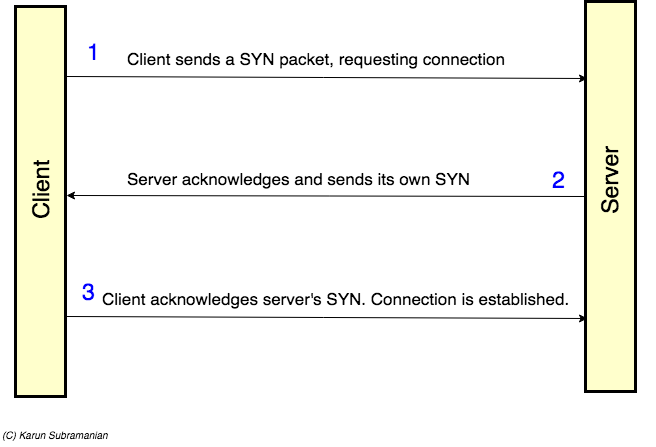 1
Client sends a SYN packet, requesting connection
Client
Server
Server acknowledges and sends its own SYN
2
3
Client acknowledges server's SYN. Connection is established.
(C) Karun Subramanian